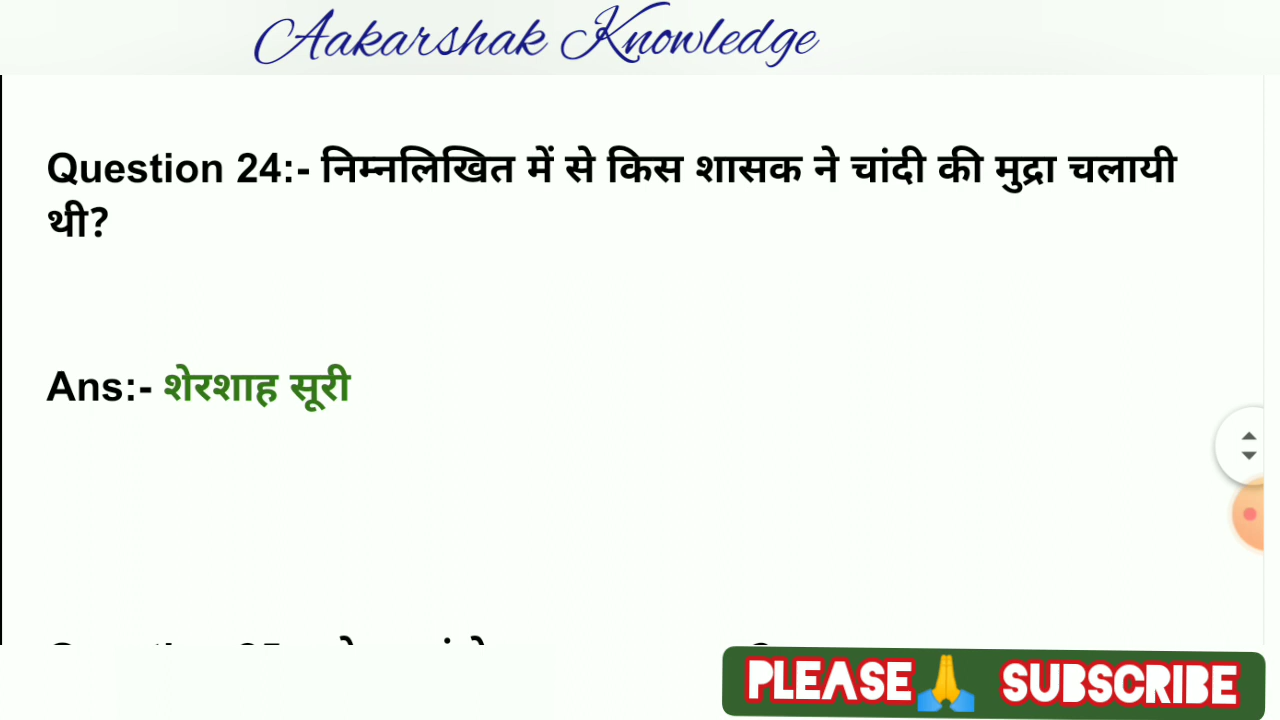 Aakarshak Knowledge
Question 24:- निम्नलिखित में से किस शासक ने चांदी की मुद्रा चलायी
थी?
Ans:- शेरशाह सूरी
PLEASE🙏 SUBSCRIBE